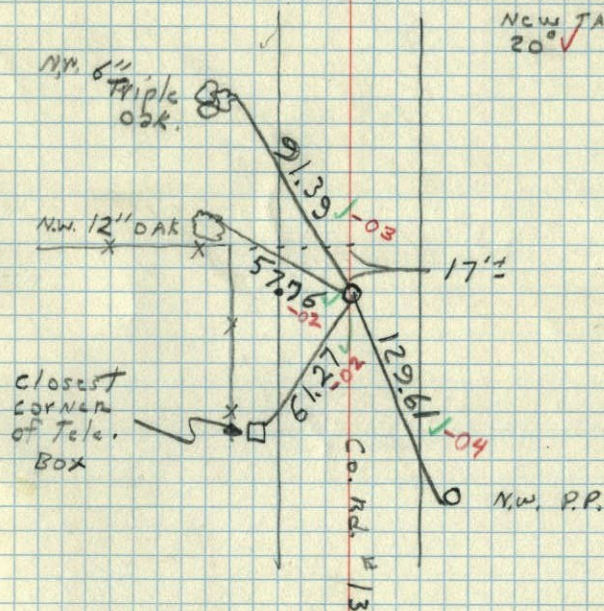 New TA
20° ✓
N.W. 6"
Triple
Oak.
91.39 ✓ -03
N.W. 12" OAK
57.76 ✓
-02
17'±
61.27 ✓
-02
129.61 ✓ -04
Closest
corner
of Tele.
Box
Co. Rd. # 13
N.W. P.P.